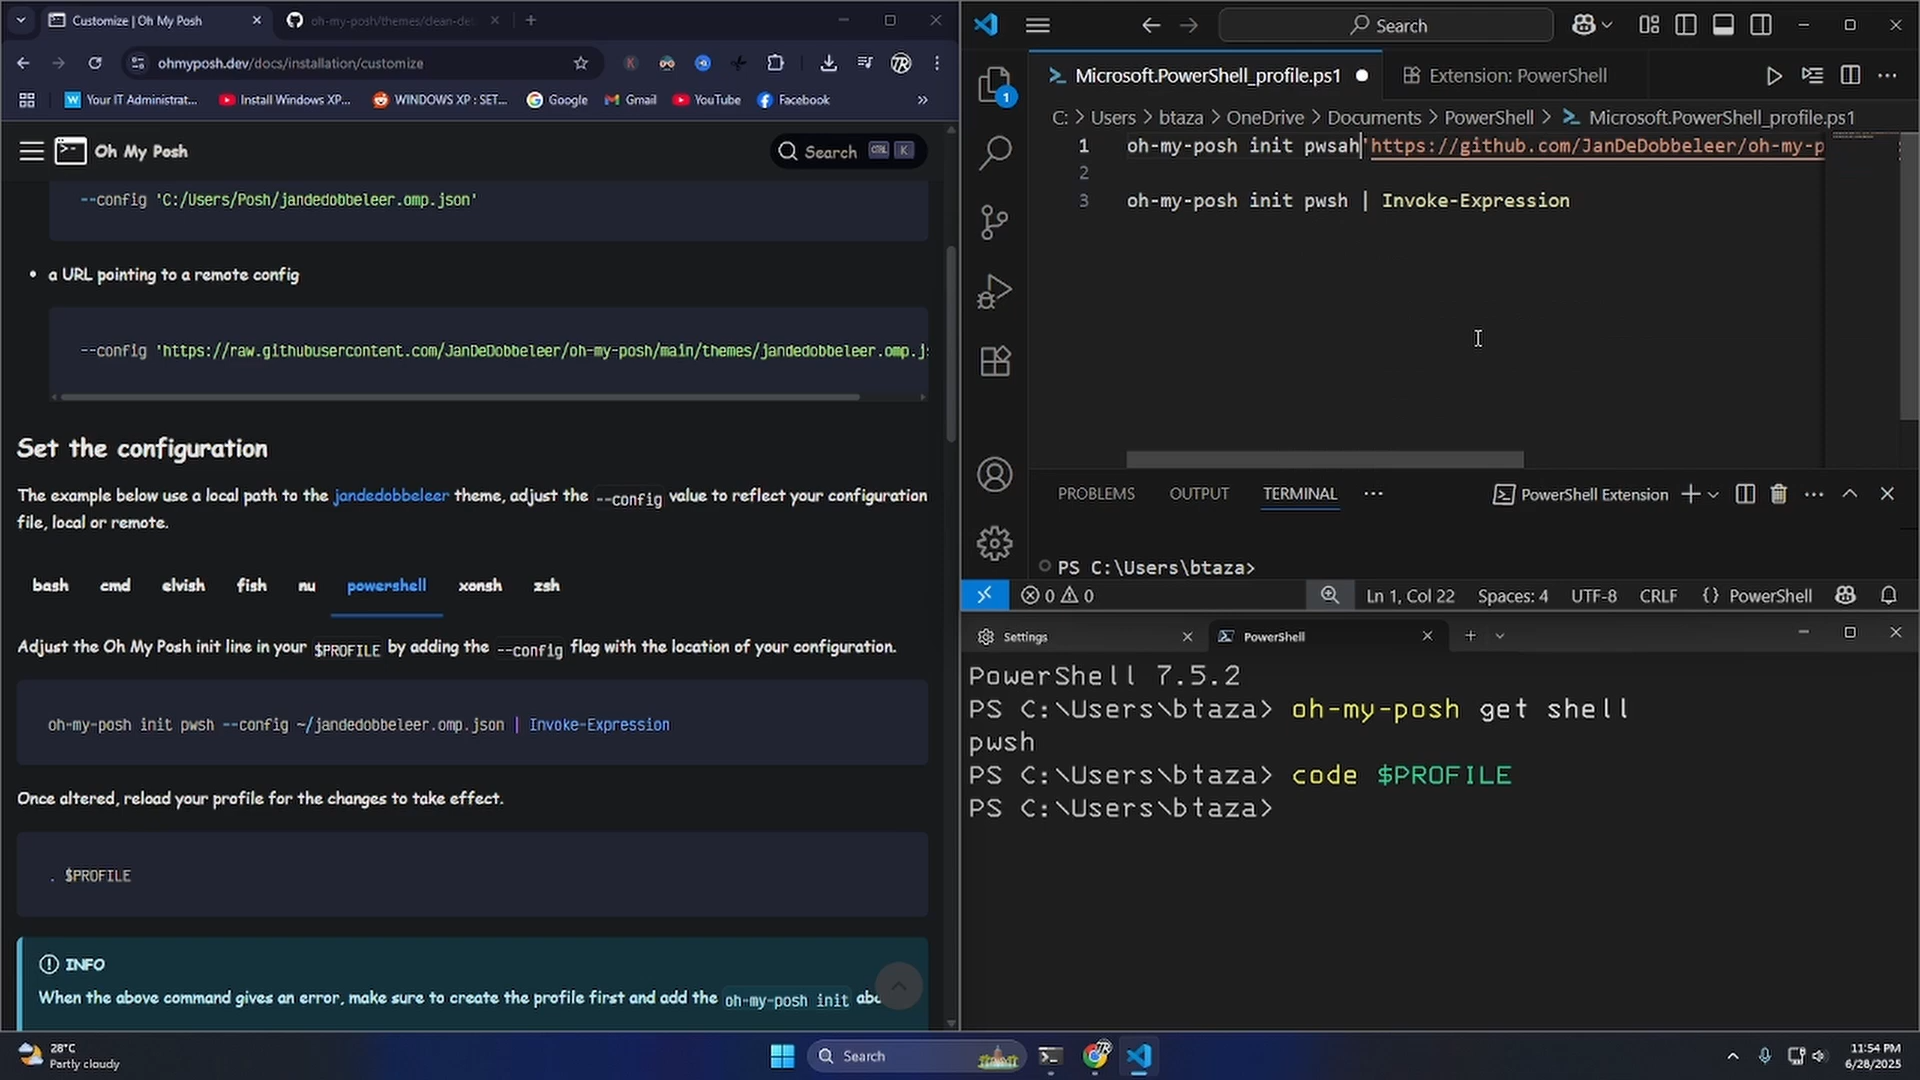 Customize | Oh My Posh
oh-my-posh/themes/clean-det
ohmyposh.dev/docs/installation/customize
Your IT Administrat...
Install Windows XP...
WINDOWS XP : SET...
Google
Gmail
YouTube
Facebook
»
Oh My Posh
Search CTRL K
--config 'C:/Users/Posh/jandedobbeleer.omp.json'
• a URL pointing to a remote config
--config 'https://raw.githubusercontent.com/JanDeDobbeleer/oh-my-posh/main/themes/jandedobbeleer.omp.j
Set the configuration
The example below use a local path to the jandedobbeleer theme, adjust the --config value to reflect your configuration
file, local or remote.
bash cmd elvish fish nu powershell xonsh zsh
Adjust the Oh My Posh init line in your $PROFILE by adding the --config flag with the location of your configuration.
oh-my-posh init pwsh --config ~/jandedobbeleer.omp.json | Invoke-Expression
Once altered, reload your profile for the changes to take effect.
. $PROFILE
INFO
When the above command gives an error, make sure to create the profile first and add the oh-my-posh init abo
Search
Microsoft.PowerShell_profile.ps1
Extension: PowerShell
1
C: > Users > btaza > OneDrive > Documents > PowerShell > Microsoft.PowerShell_profile.ps1
1 oh-my-posh init pwsah'https://github.com/JanDeDobbeleer/oh-my-p
2
3 oh-my-posh init pwsh | Invoke-Expression
PROBLEMS OUTPUT TERMINAL ...
PowerShell Extension
PS C:\Users\btaza>
0 0
Ln 1, Col 22 Spaces: 4 UTF-8 CRLF {} PowerShell
Settings
PowerShell
PowerShell 7.5.2
PS C:\Users\btaza> oh-my-posh get shell
pwsh
PS C:\Users\btaza> code $PROFILE
PS C:\Users\btaza>
28°C
Partly cloudy
Search
11:54 PM
6/28/2025